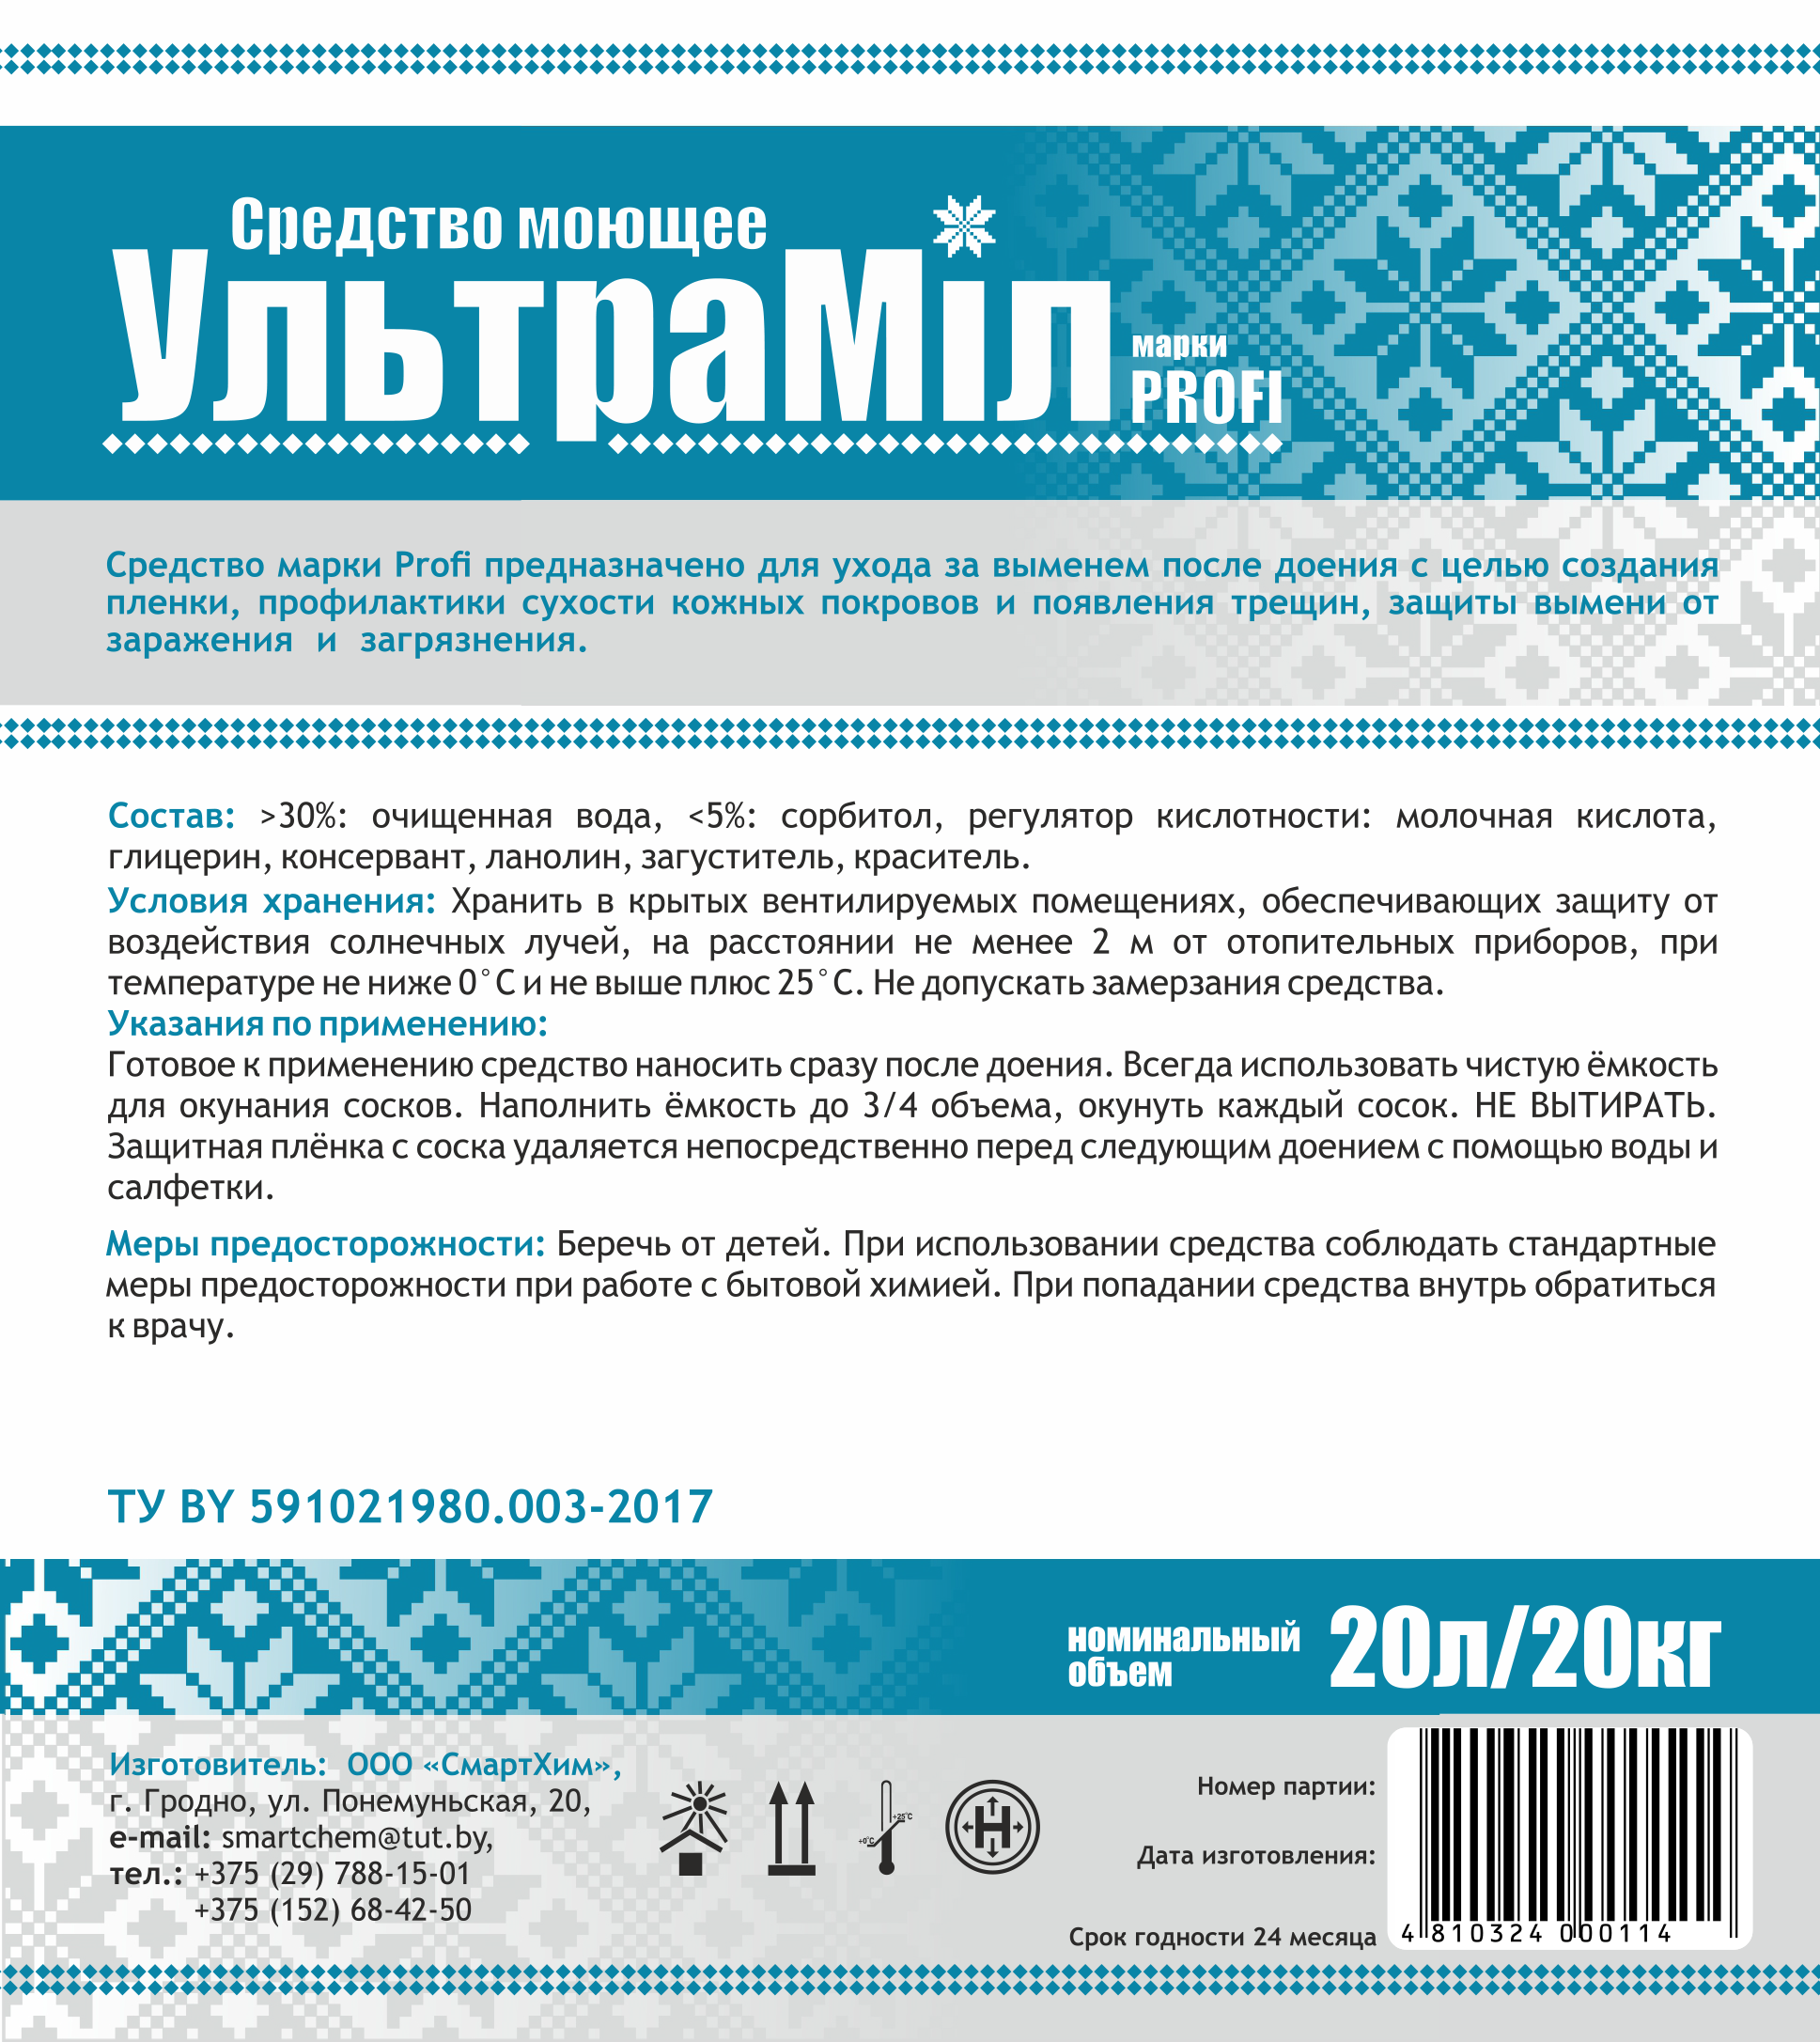 Средство моющее
УльтраМіл
марки
PROFI
Средство марки Profi предназначено для ухода за выменем после доения с целью создания
пленки, профилактики сухости кожных покровов и появления трещин, защиты вымени от
заражения и загрязнения.
Состав: >30%: очищенная вода, <5%: сорбитол, регулятор кислотности: молочная кислота,
глицерин, консервант, ланолин, загуститель, краситель.
Условия хранения: Хранить в крытых вентилируемых помещениях, обеспечивающих защиту от
воздействия солнечных лучей, на расстоянии не менее 2 м от отопительных приборов, при
температуре не ниже 0°С и не выше плюс 25°С. Не допускать замерзания средства.
Указания по применению:
Готовое к применению средство наносить сразу после доения. Всегда использовать чистую ёмкость
для окунания сосков. Наполнить ёмкость до 3/4 объема, окунуть каждый сосок. НЕ ВЫТИРАТЬ.
Защитная плёнка с соска удаляется непосредственно перед следующим доением с помощью воды и
салфетки.
Меры предосторожности: Беречь от детей. При использовании средства соблюдать стандартные
меры предосторожности при работе с бытовой химией. При попадании средства внутрь обратиться
к врачу.
ТУ BY 591021980.003-2017
номинальный
объем
20л/20кг
Изготовитель: ООО «СмартХим»,
г. Гродно, ул. Понемуньская, 20,
e-mail: smartchem@tut.by,
тел.: +375 (29) 788-15-01
+375 (152) 68-42-50
+25°C
+0°C
Н
Номер партии:
Дата изготовления:
Срок годности 24 месяца
4 810324 000114